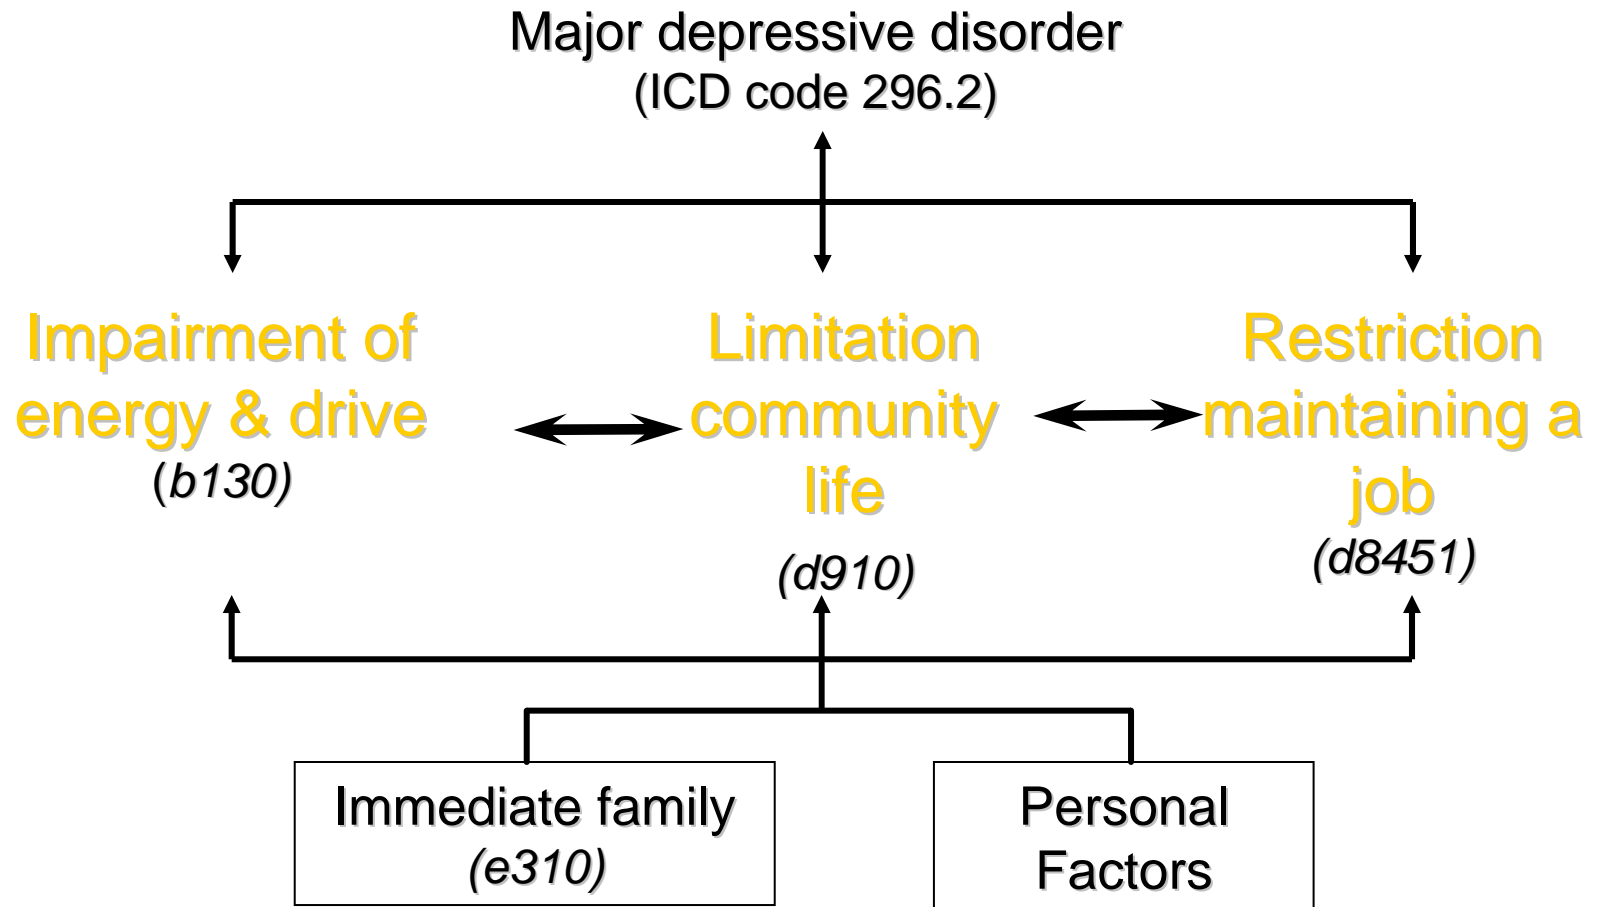 Major depressive disorder
(ICD code 296.2)
Impairment of
energy & drive
(b130)
Limitation
community
life
(d910)
Restriction
maintaining a
job
(d8451)
Immediate family
(e310)
Personal
Factors